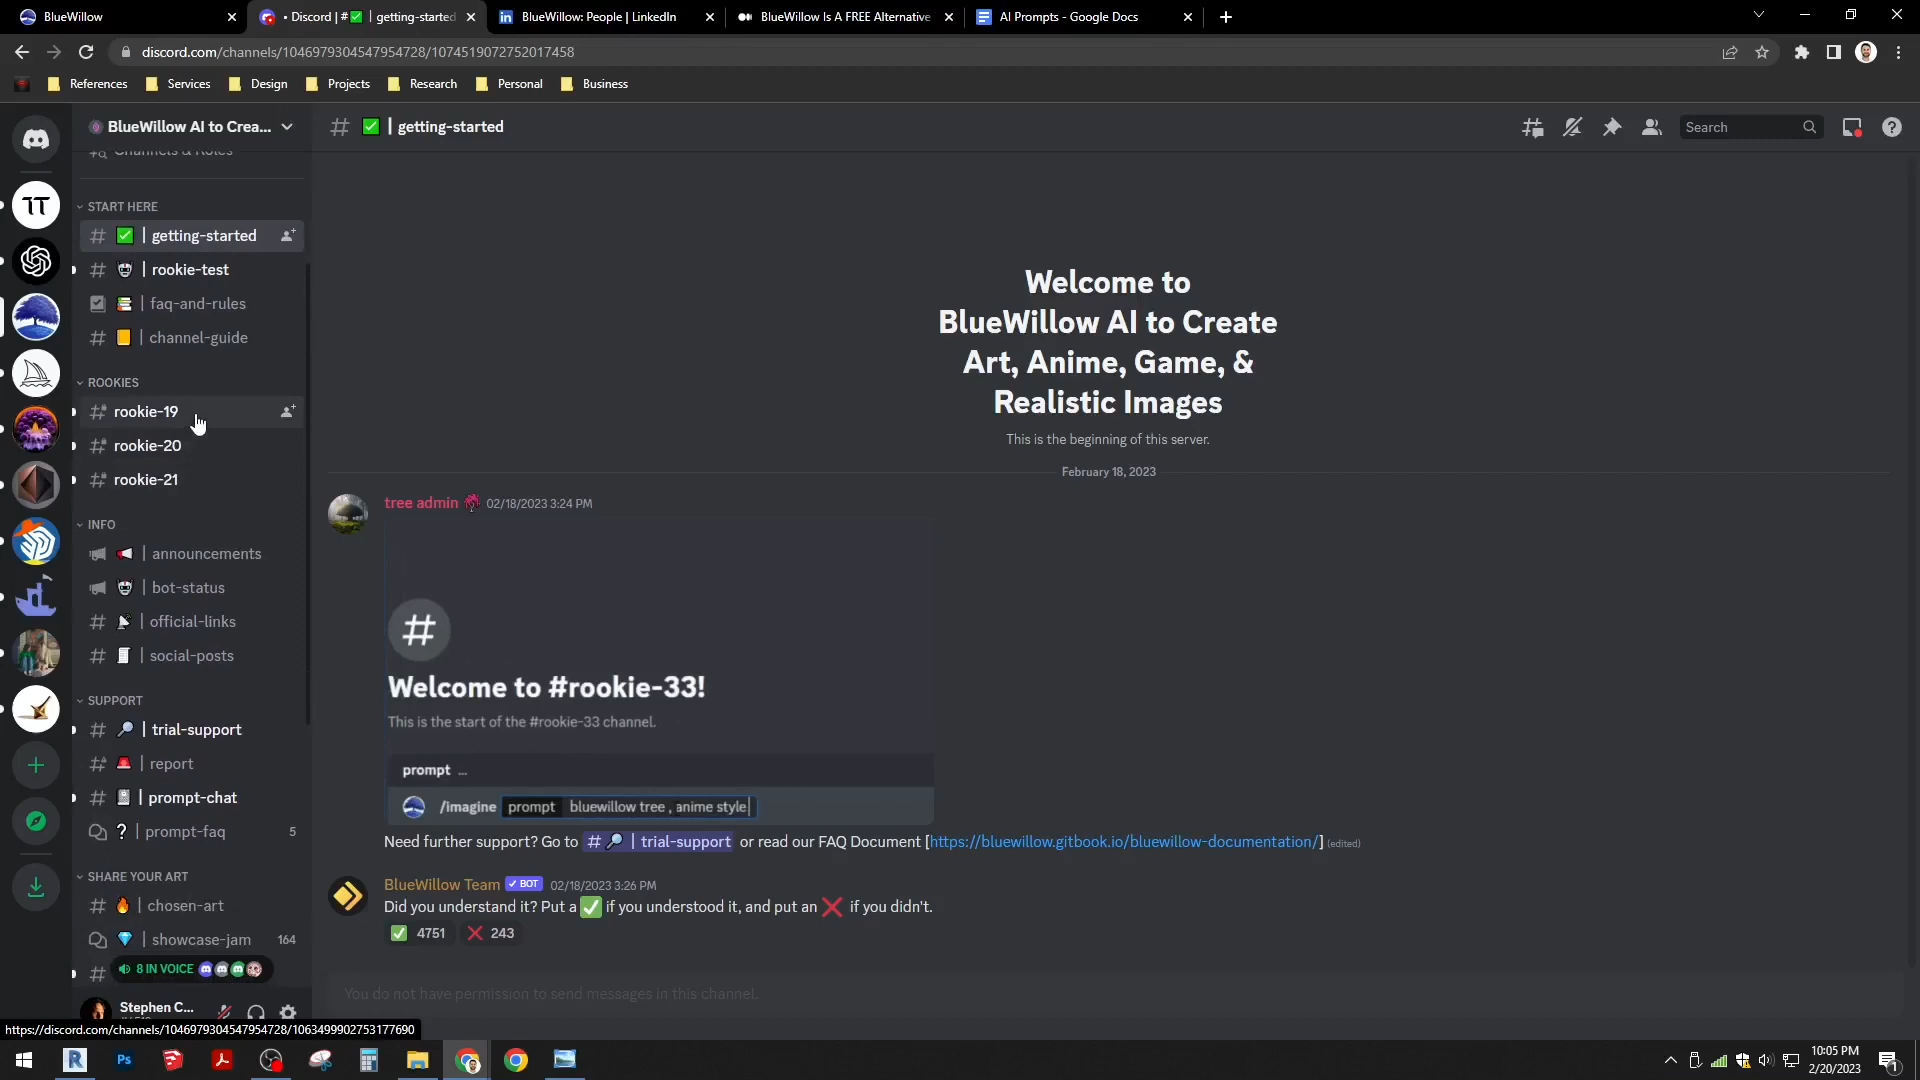 BlueWillow
• Discord | #✅ | getting-started
BlueWillow: People | LinkedIn
BlueWillow Is A FREE Alternative
AI Prompts - Google Docs
discord.com/channels/1046979304547954728/1074519072752017458
References
Services
Design
Projects
Research
Personal
Business
BlueWillow AI to Crea...
✅ | getting-started
Search
Channels & Roles
START HERE
✅ | getting-started
| rookie-test
| faq-and-rules
| channel-guide
ROOKIES
rookie-19
rookie-20
rookie-21
INFO
| announcements
| bot-status
| official-links
| social-posts
SUPPORT
| trial-support
| report
| prompt-chat
? | prompt-faq 5
SHARE YOUR ART
| chosen-art
| showcase-jam 164
8 IN VOICE
Stephen C...
Welcome to
BlueWillow AI to Create
Art, Anime, Game, &
Realistic Images
This is the beginning of this server.
February 18, 2023
tree admin 02/18/2023 3:24 PM
#
Welcome to #rookie-33!
This is the start of the #rookie-33 channel.
prompt ...
/imagine prompt bluewillow tree , anime style
Need further support? Go to # 🔎 | trial-support or read our FAQ Document [https://bluewillow.gitbook.io/bluewillow-documentation/] (edited)
BlueWillow Team ✓ BOT 02/18/2023 3:26 PM
Did you understand it? Put a ✅ if you understood it, and put an ❌ if you didn't.
✅ 4751 ❌ 243
You do not have permission to send messages in this channel.
https://discord.com/channels/1046979304547954728/1063499902753177690
10:05 PM
2/20/2023